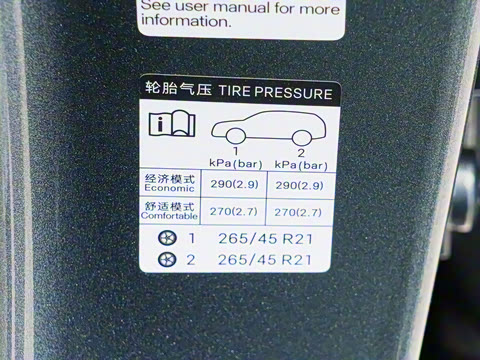 See user manual for more
information.
轮胎气压 TIRE PRESSURE
i
1 2
kPa(bar) kPa(bar)
经济模式 290(2.9) 290(2.9)
Economic
舒适模式 270(2.7) 270(2.7)
Comfortable
1 265/45 R21
2 265/45 R21